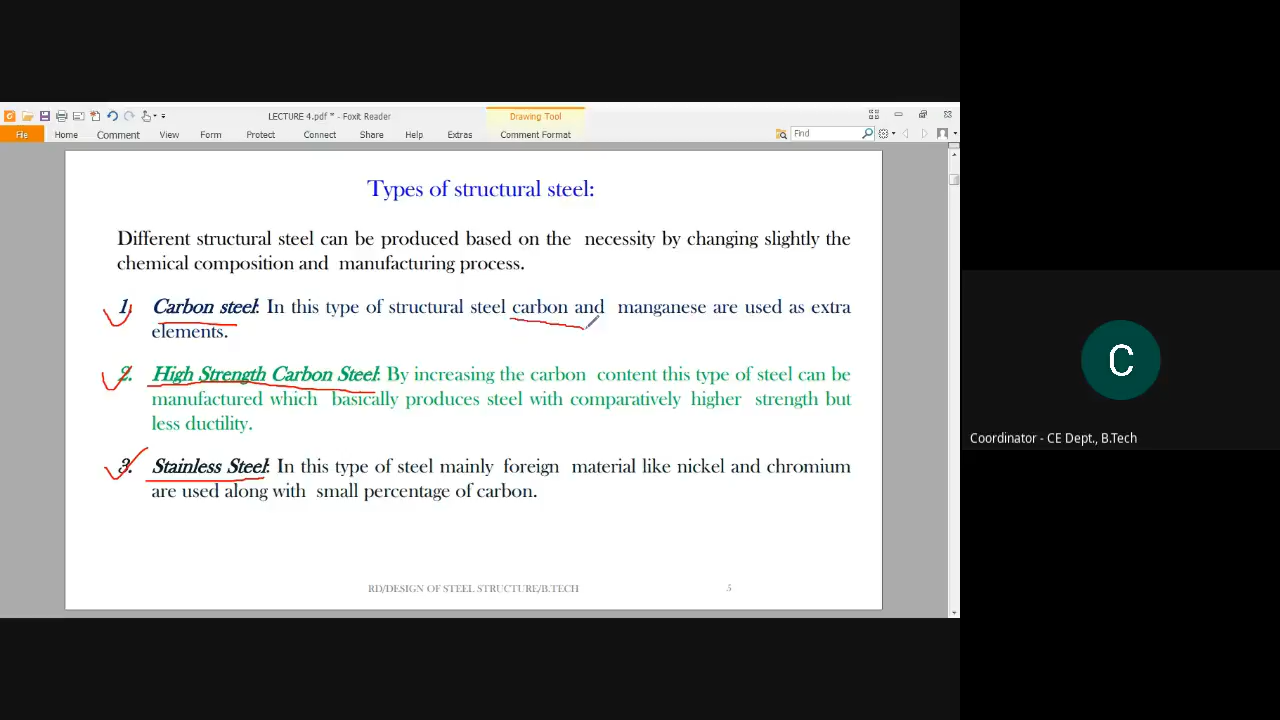 LECTURE 4.pdf * - Foxit Reader
Drawing Tool
File Home Comment View Form Protect Connect Share Help Extras Comment Format Find
Types of structural steel:
Different structural steel can be produced based on the necessity by changing slightly the
chemical composition and manufacturing process.
1. Carbon steel: In this type of structural steel carbon and manganese are used as extra
elements.
2. High Strength Carbon Steel: By increasing the carbon content this type of steel can be
manufactured which basically produces steel with comparatively higher strength but
less ductility.
3. Stainless Steel: In this type of steel mainly foreign material like nickel and chromium
are used along with small percentage of carbon.
RD/DESIGN OF STEEL STRUCTURE/B.TECH 5
C
Coordinator - CE Dept., B.Tech